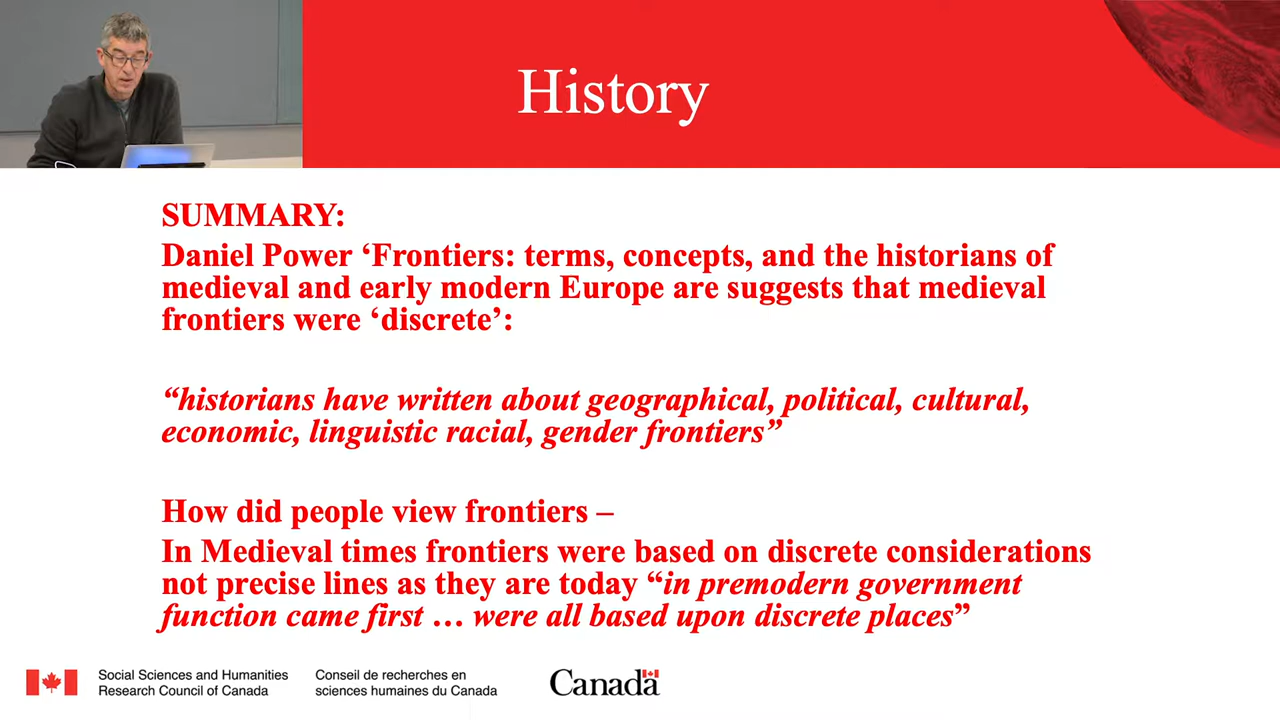 History
SUMMARY:
Daniel Power ‘Frontiers: terms, concepts, and the historians of
medieval and early modern Europe are suggests that medieval
frontiers were ‘discrete’:
“historians have written about geographical, political, cultural,
economic, linguistic racial, gender frontiers”
How did people view frontiers –
In Medieval times frontiers were based on discrete considerations
not precise lines as they are today “in premodern government
function came first … were all based upon discrete places”
Social Sciences and Humanities
Research Council of Canada
Conseil de recherches en
sciences humaines du Canada
Canada